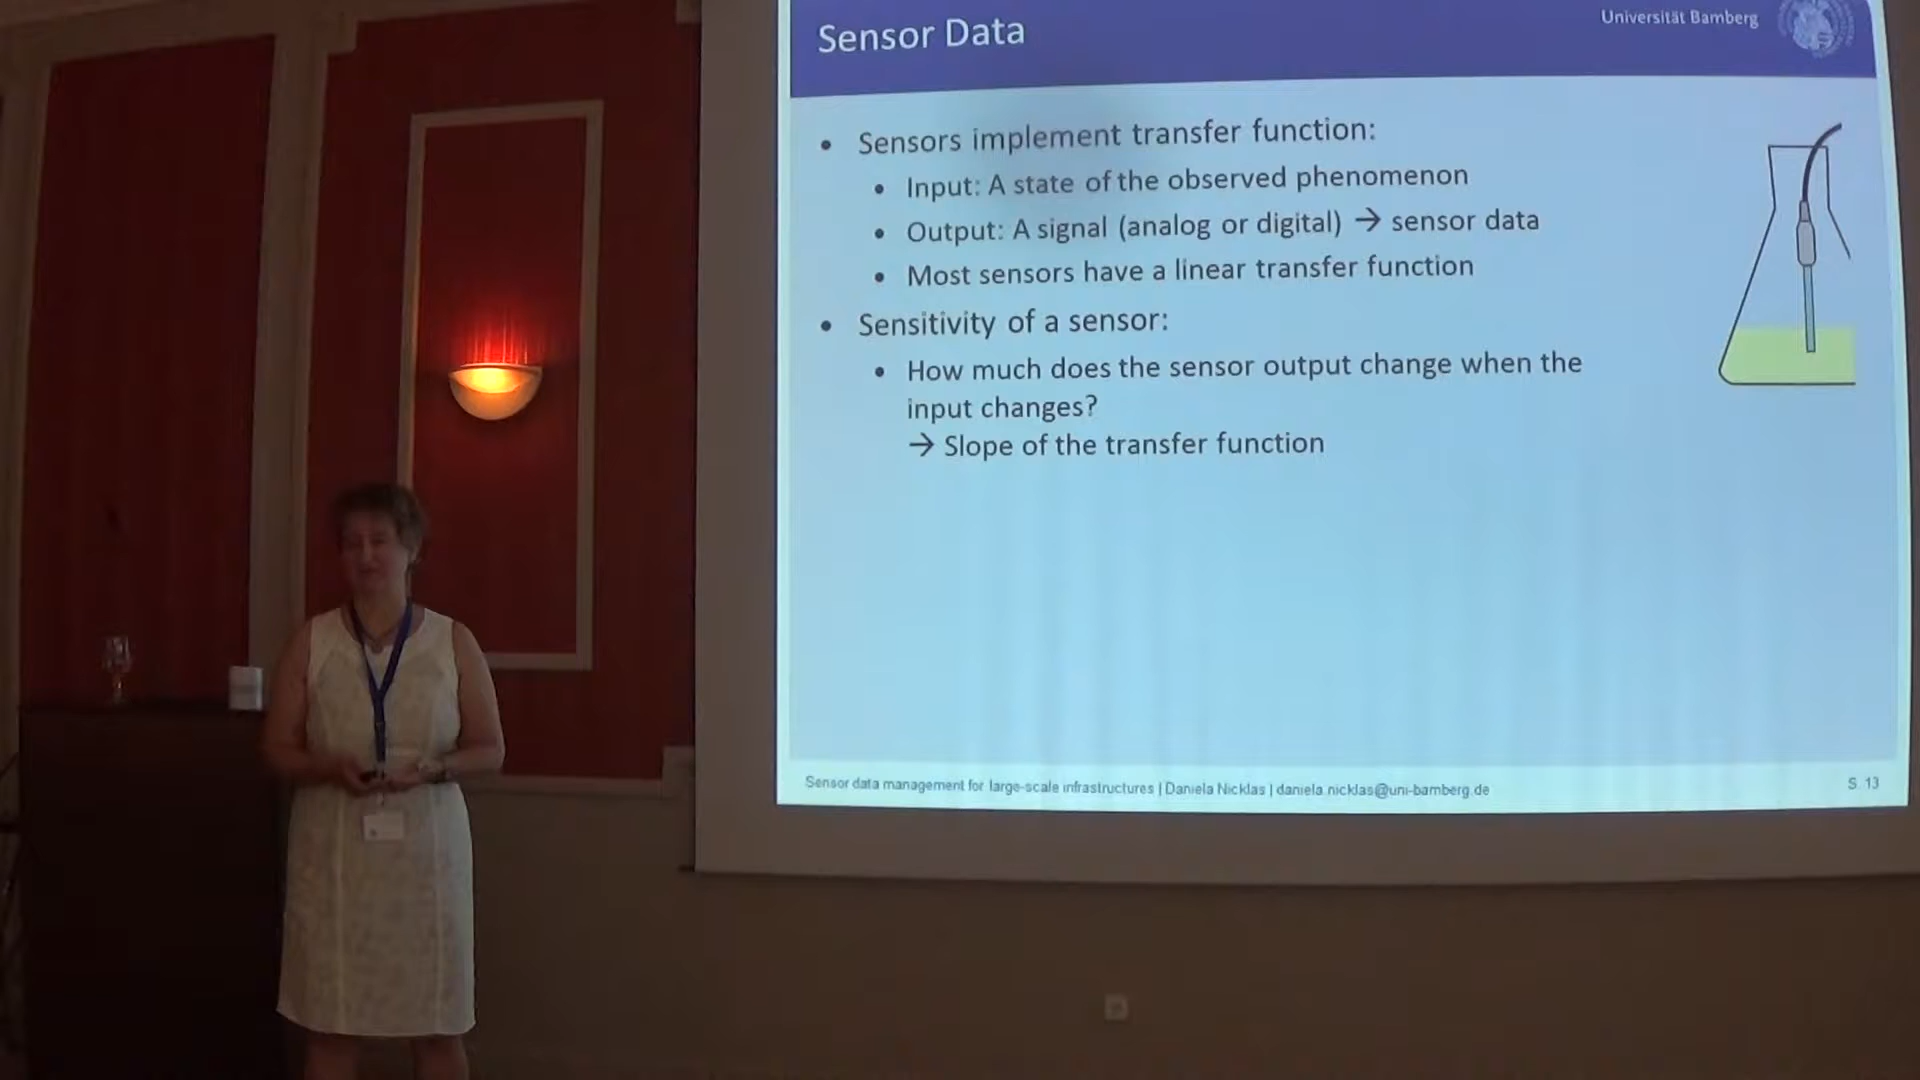 Sensor Data
Universität Bamberg
• Sensors implement transfer function:
• Input: A state of the observed phenomenon
• Output: A signal (analog or digital) → sensor data
• Most sensors have a linear transfer function
• Sensitivity of a sensor:
• How much does the sensor output change when the
input changes?
→ Slope of the transfer function
Sensor data management for large-scale infrastructures | Daniela Nicklas | daniela.nicklas@uni-bamberg.de
S. 13